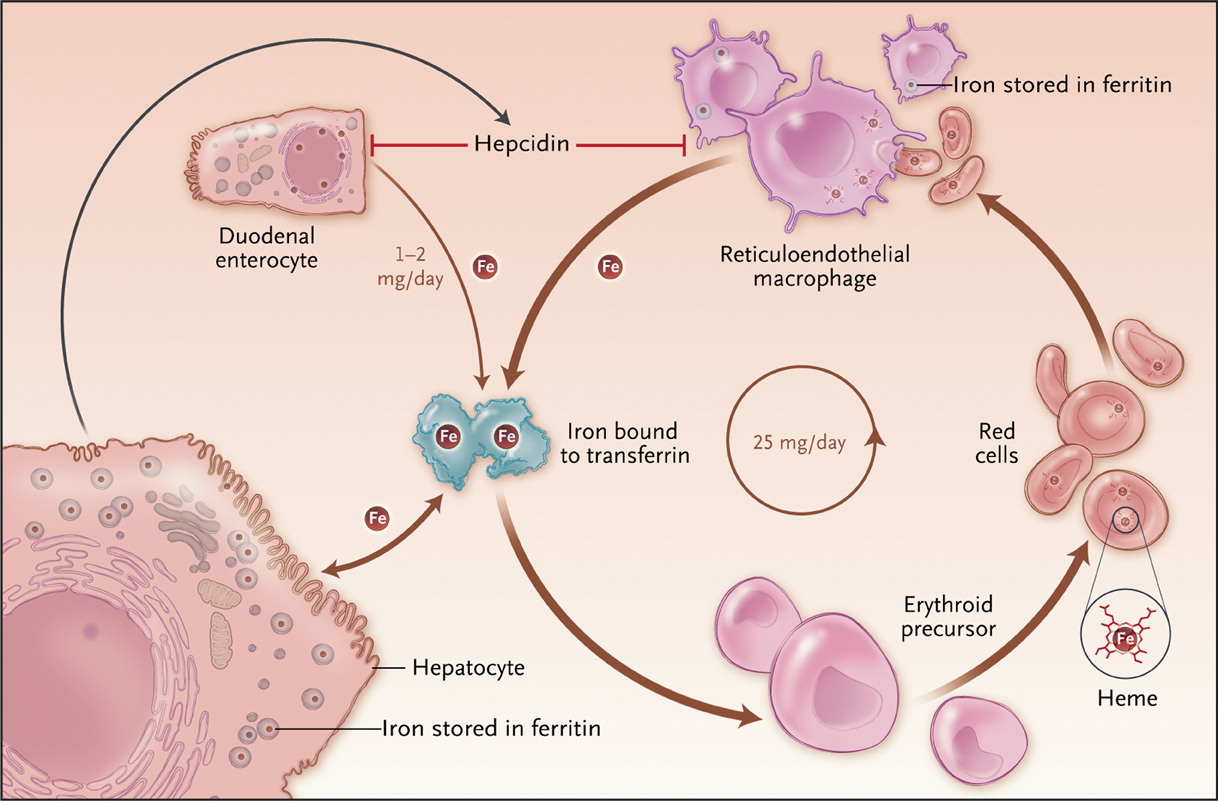 Iron stored in ferritin
Hepcidin
Duodenal
enterocyte
1–2
mg/day
Fe
Fe
Reticuloendothelial
macrophage
Fe
Fe
Iron bound
to transferrin
25 mg/day
Red
cells
Fe
Erythroid
precursor
Fe
Heme
Hepatocyte
Iron stored in ferritin